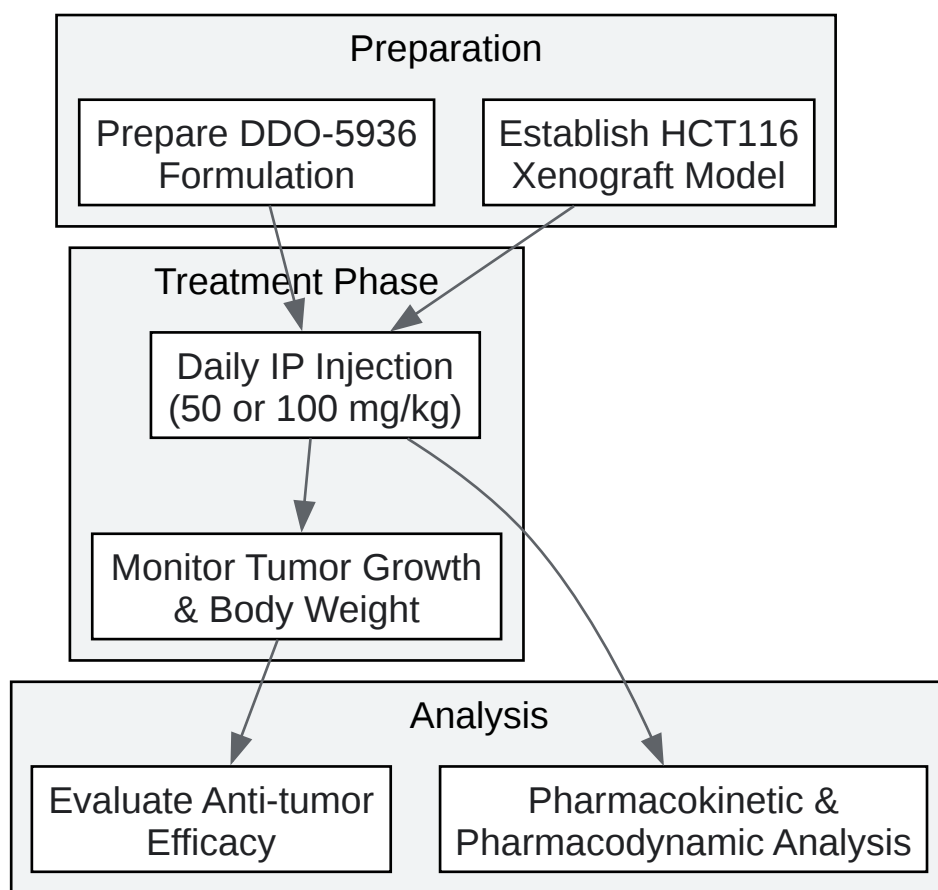 Preparation
Prepare DDO-5936
Formulation
Establish HCT116
Xenograft Model
Treatment Phase
Daily IP Injection
(50 or 100 mg/kg)
Monitor Tumor Growth
& Body Weight
Analysis
Evaluate Anti-tumor
Efficacy
Pharmacokinetic &
Pharmacodynamic Analysis